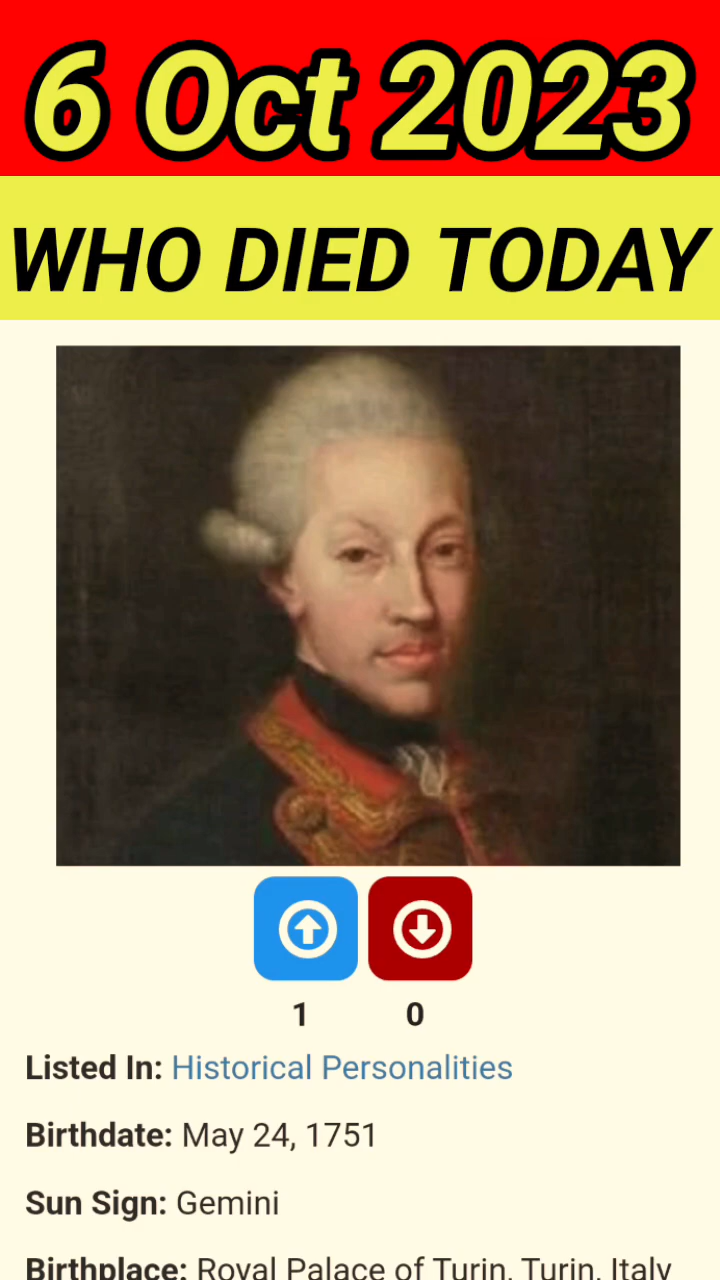 6 Oct 2023
WHO DIED TODAY
1 0
Listed In: Historical Personalities
Birthdate: May 24, 1751
Sun Sign: Gemini
Birthplace: Royal Palace of Turin, Turin, Italy